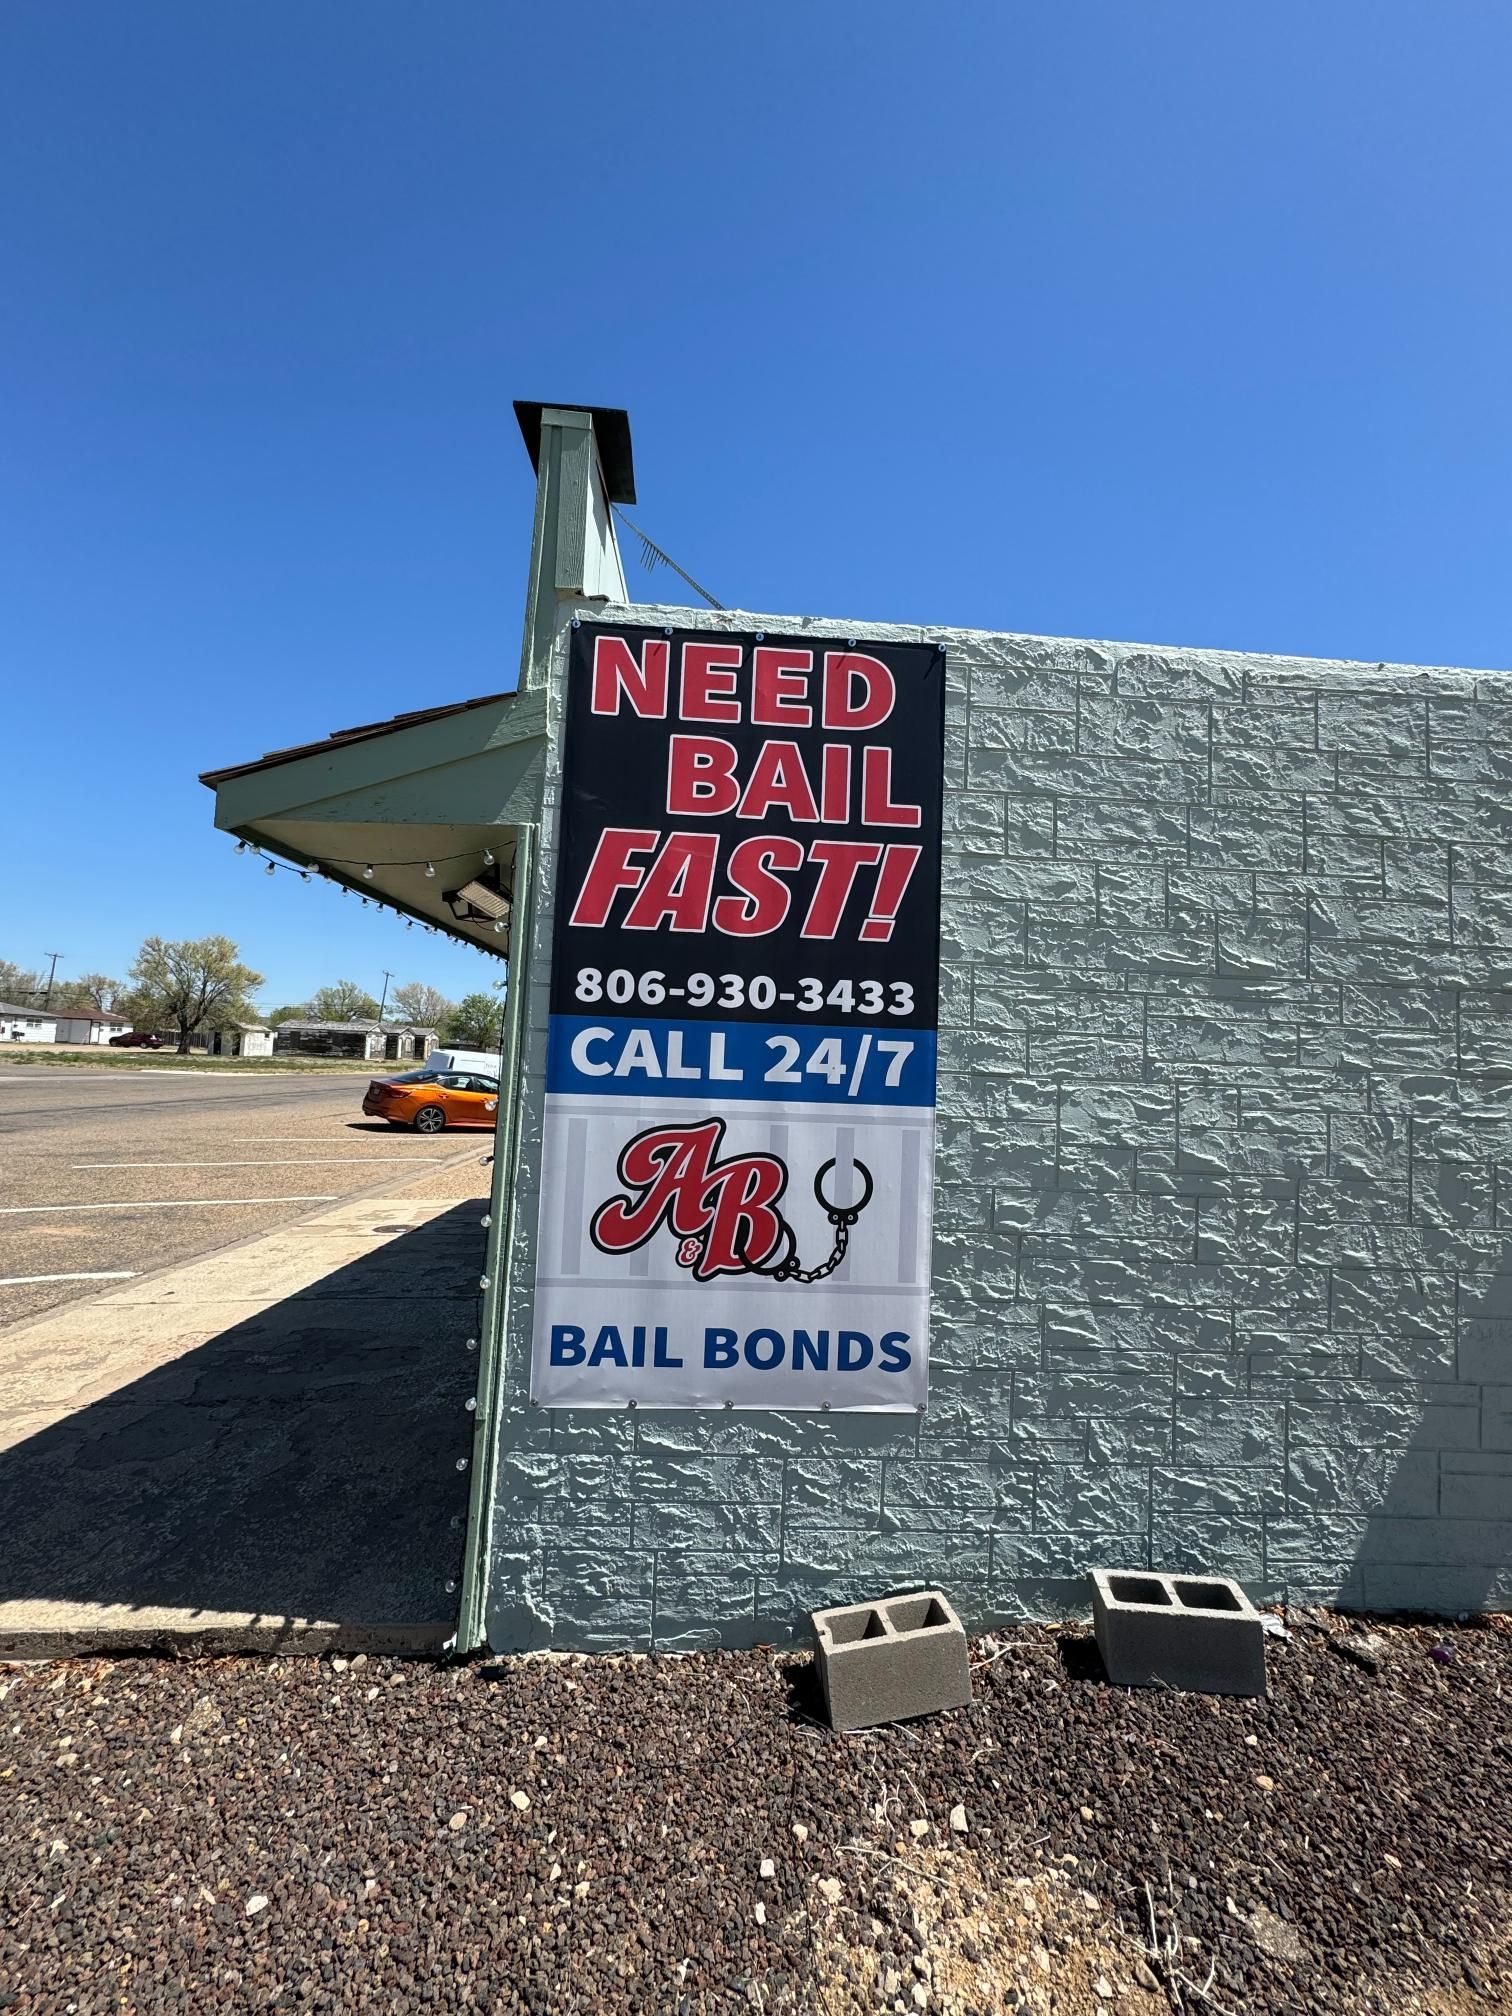 NEED
BAIL
FAST!
806-930-3433
CALL 24/7
A&B
BAIL BONDS